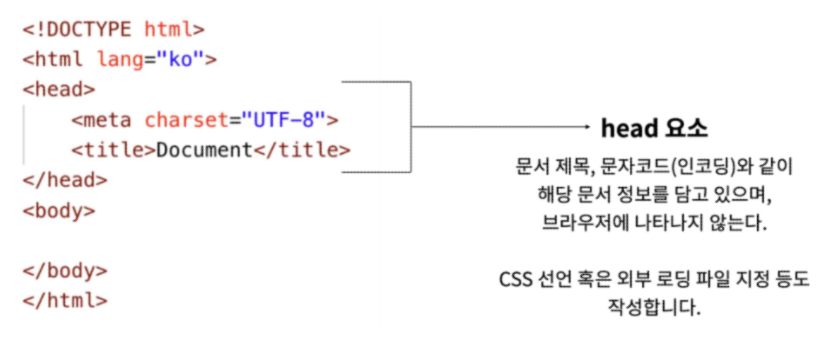 <!DOCTYPE html>
<html lang="ko">
<head>
    <meta charset="UTF-8">
    <title>Document</title>
</head>
<body>

</body>
</html>
head 요소
문서 제목, 문자코드(인코딩)와 같이
해당 문서 정보를 담고 있으며,
브라우저에 나타나지 않는다.
CSS 선언 혹은 외부 로딩 파일 지정 등도
작성합니다.